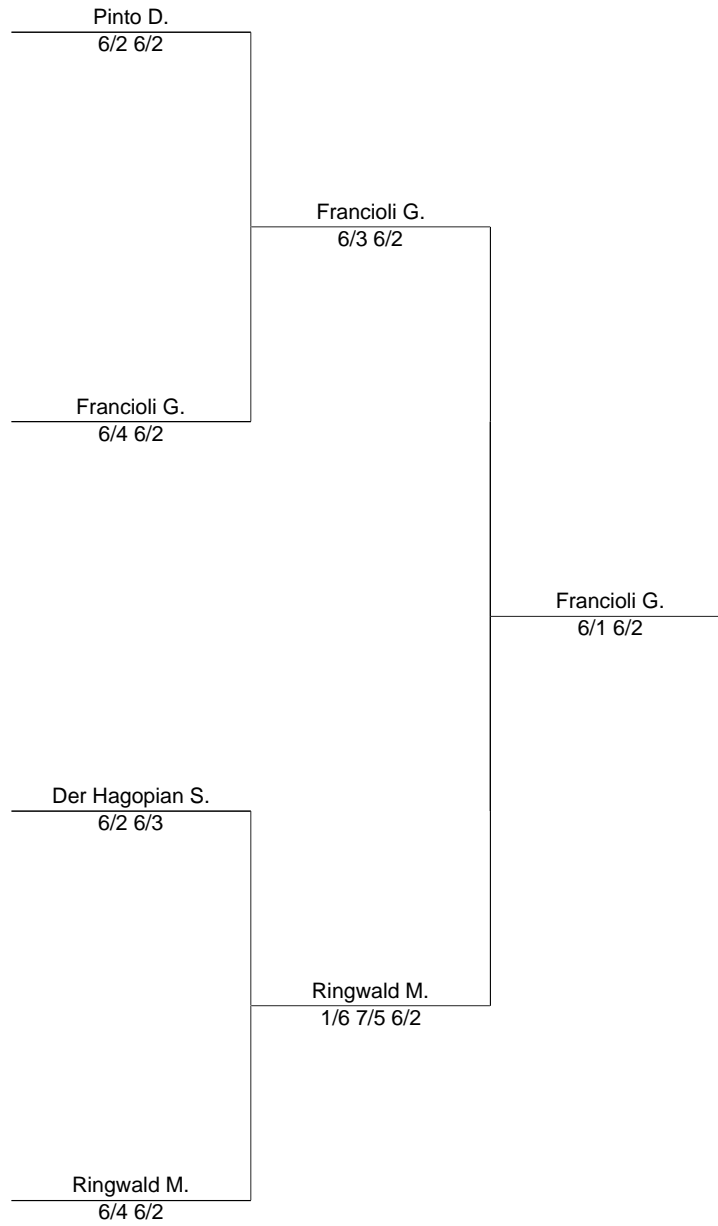 Pinto D.
6/2 6/2
Francioli G.
6/3 6/2
Francioli G.
6/4 6/2
Francioli G.
6/1 6/2
Der Hagopian S.
6/2 6/3
Ringwald M.
1/6 7/5 6/2
Ringwald M.
6/4 6/2